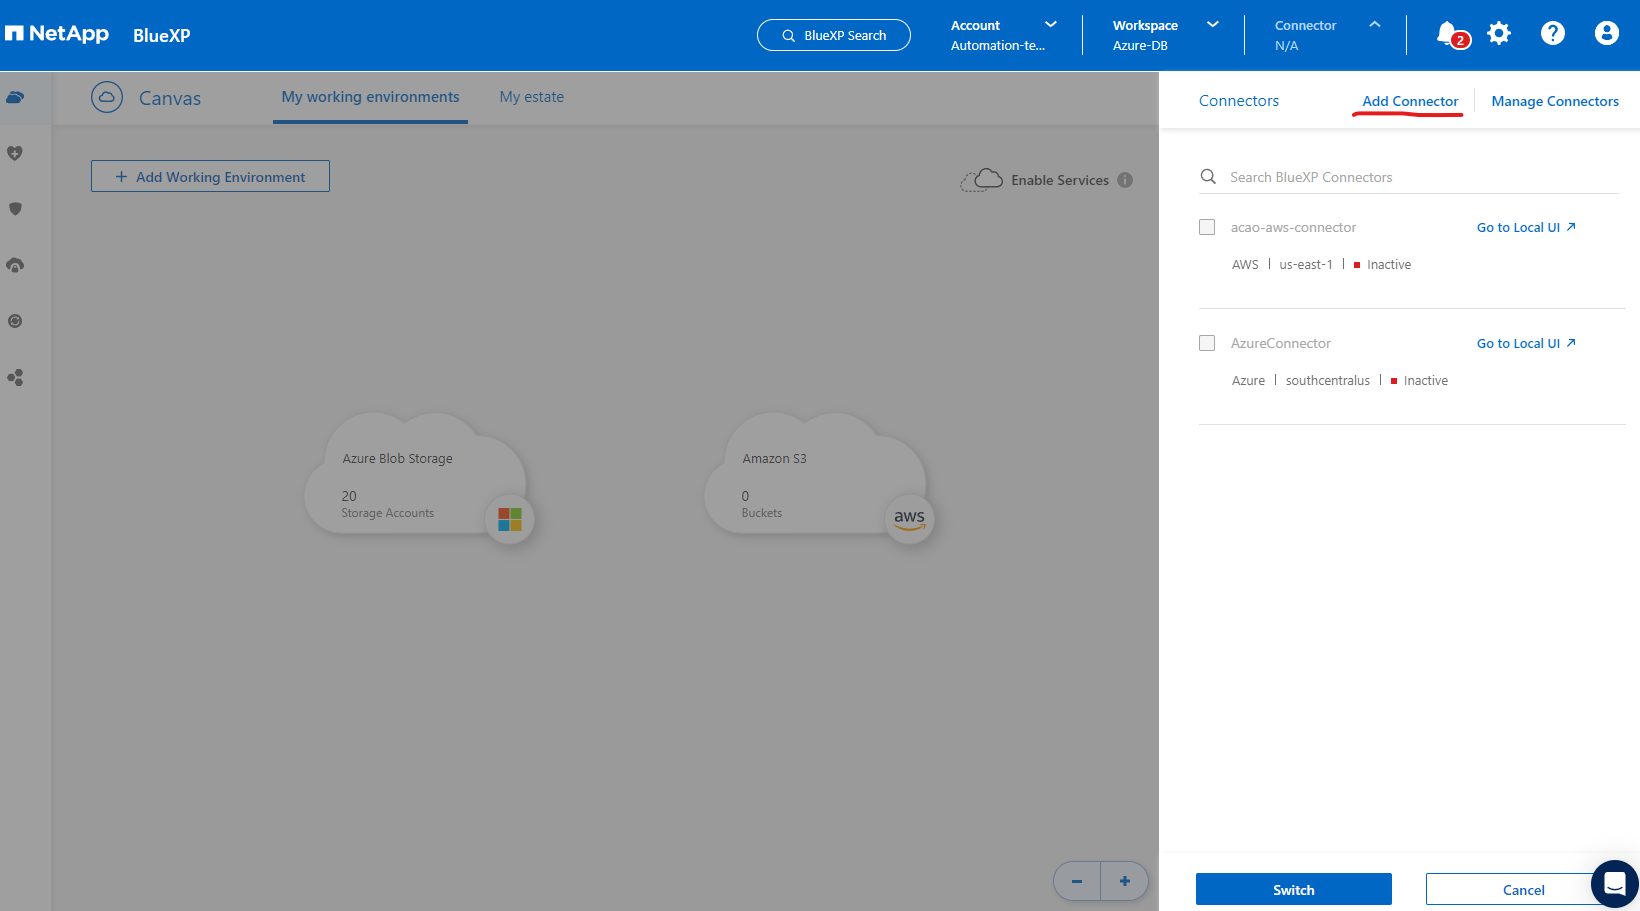 NetApp BlueXP
BlueXP Search
Account
Automation-te...
Workspace
Azure-DB
Connector
N/A
2
?
Canvas
My working environments
My estate
+ Add Working Environment
Enable Services
i
Azure Blob Storage
20
Storage Accounts
Amazon S3
0
Buckets
aws
Connectors
Add Connector
Manage Connectors
Search BlueXP Connectors
acao-aws-connector
Go to Local UI
AWS | us-east-1 | Inactive
AzureConnector
Go to Local UI
Azure | southcentralus | Inactive
− +
Switch
Cancel